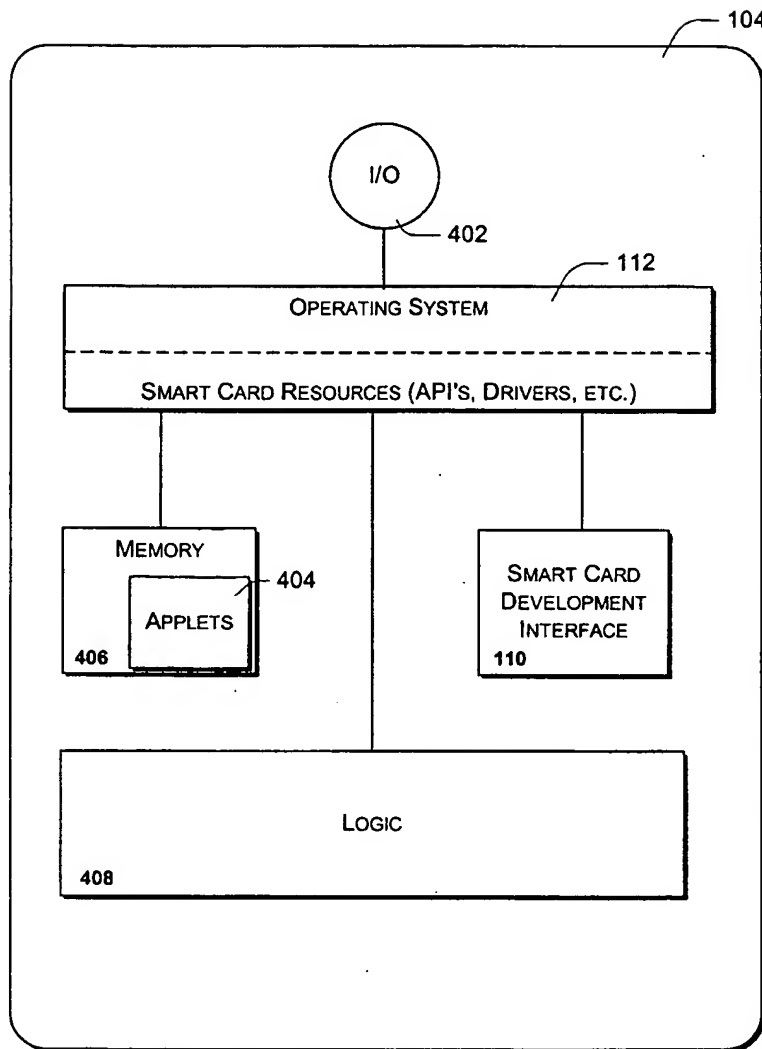 104
I/O
402
112
OPERATING SYSTEM
SMART CARD RESOURCES (API'S, DRIVERS, ETC.)
MEMORY
404
APPLETS
406
SMART CARD
DEVELOPMENT
INTERFACE
110
LOGIC
408